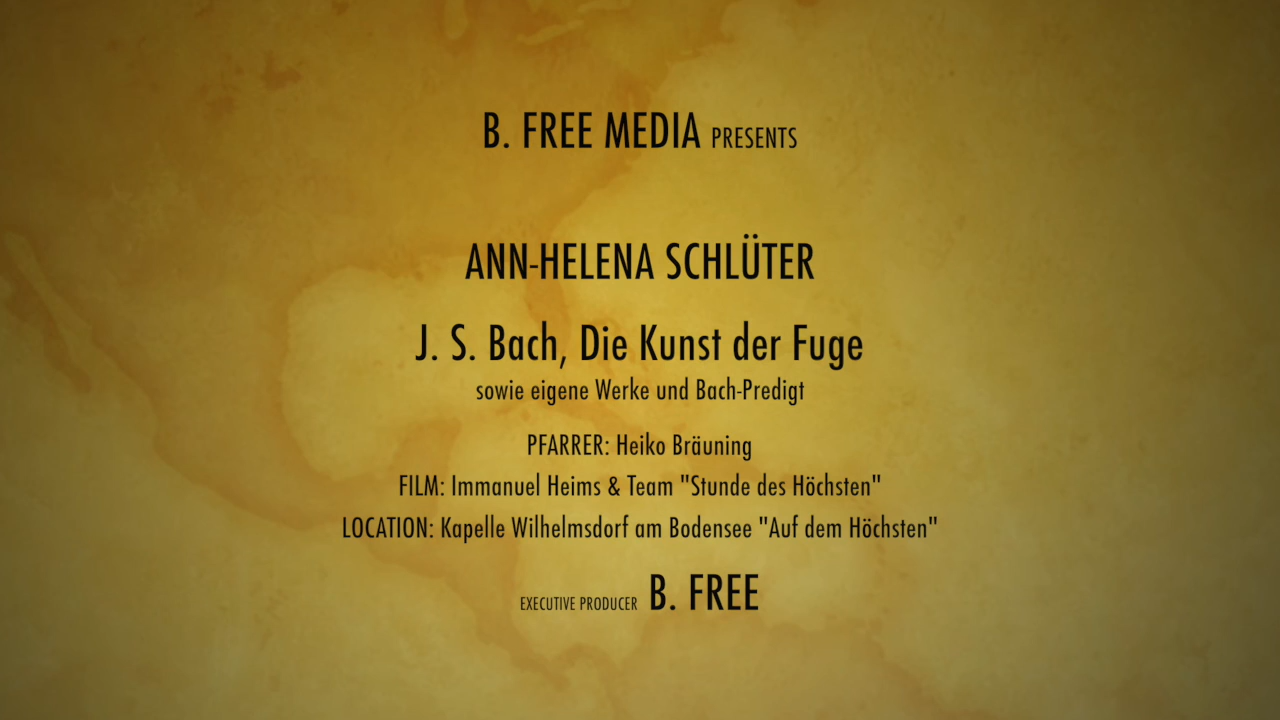 B. FREE MEDIA PRESENTS
ANN-HELENA SCHLÜTER
J. S. Bach, Die Kunst der Fuge
sowie eigene Werke und Bach-Predigt
PFARRER: Heiko Bräuning
FILM: Immanuel Heims & Team "Stunde des Höchsten"
LOCATION: Kapelle Wilhelmsdorf am Bodensee "Auf dem Höchsten"
EXECUTIVE PRODUCER B. FREE